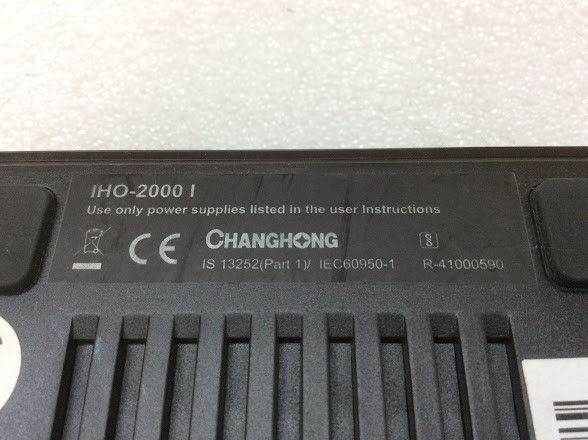 IHO-2000 I
Use only power supplies listed in the user Instructions
CE CHANGHONG
IS 13252(Part 1)/ IEC60950-1 R-41000590